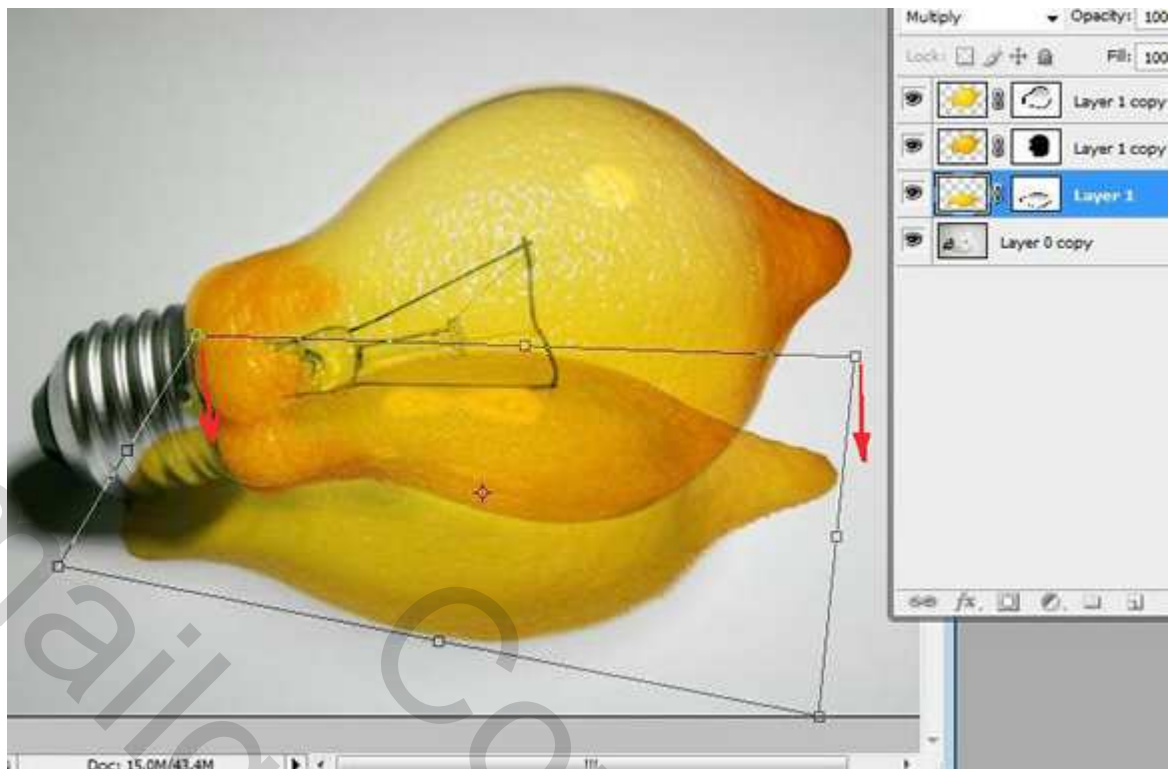 Multiply
Opacity: 100
Lock:
Fill: 100
Layer 1 copy
Layer 1 copy
Layer 1
Layer 0 copy
fx.
Doc: 15.0M/43.4M